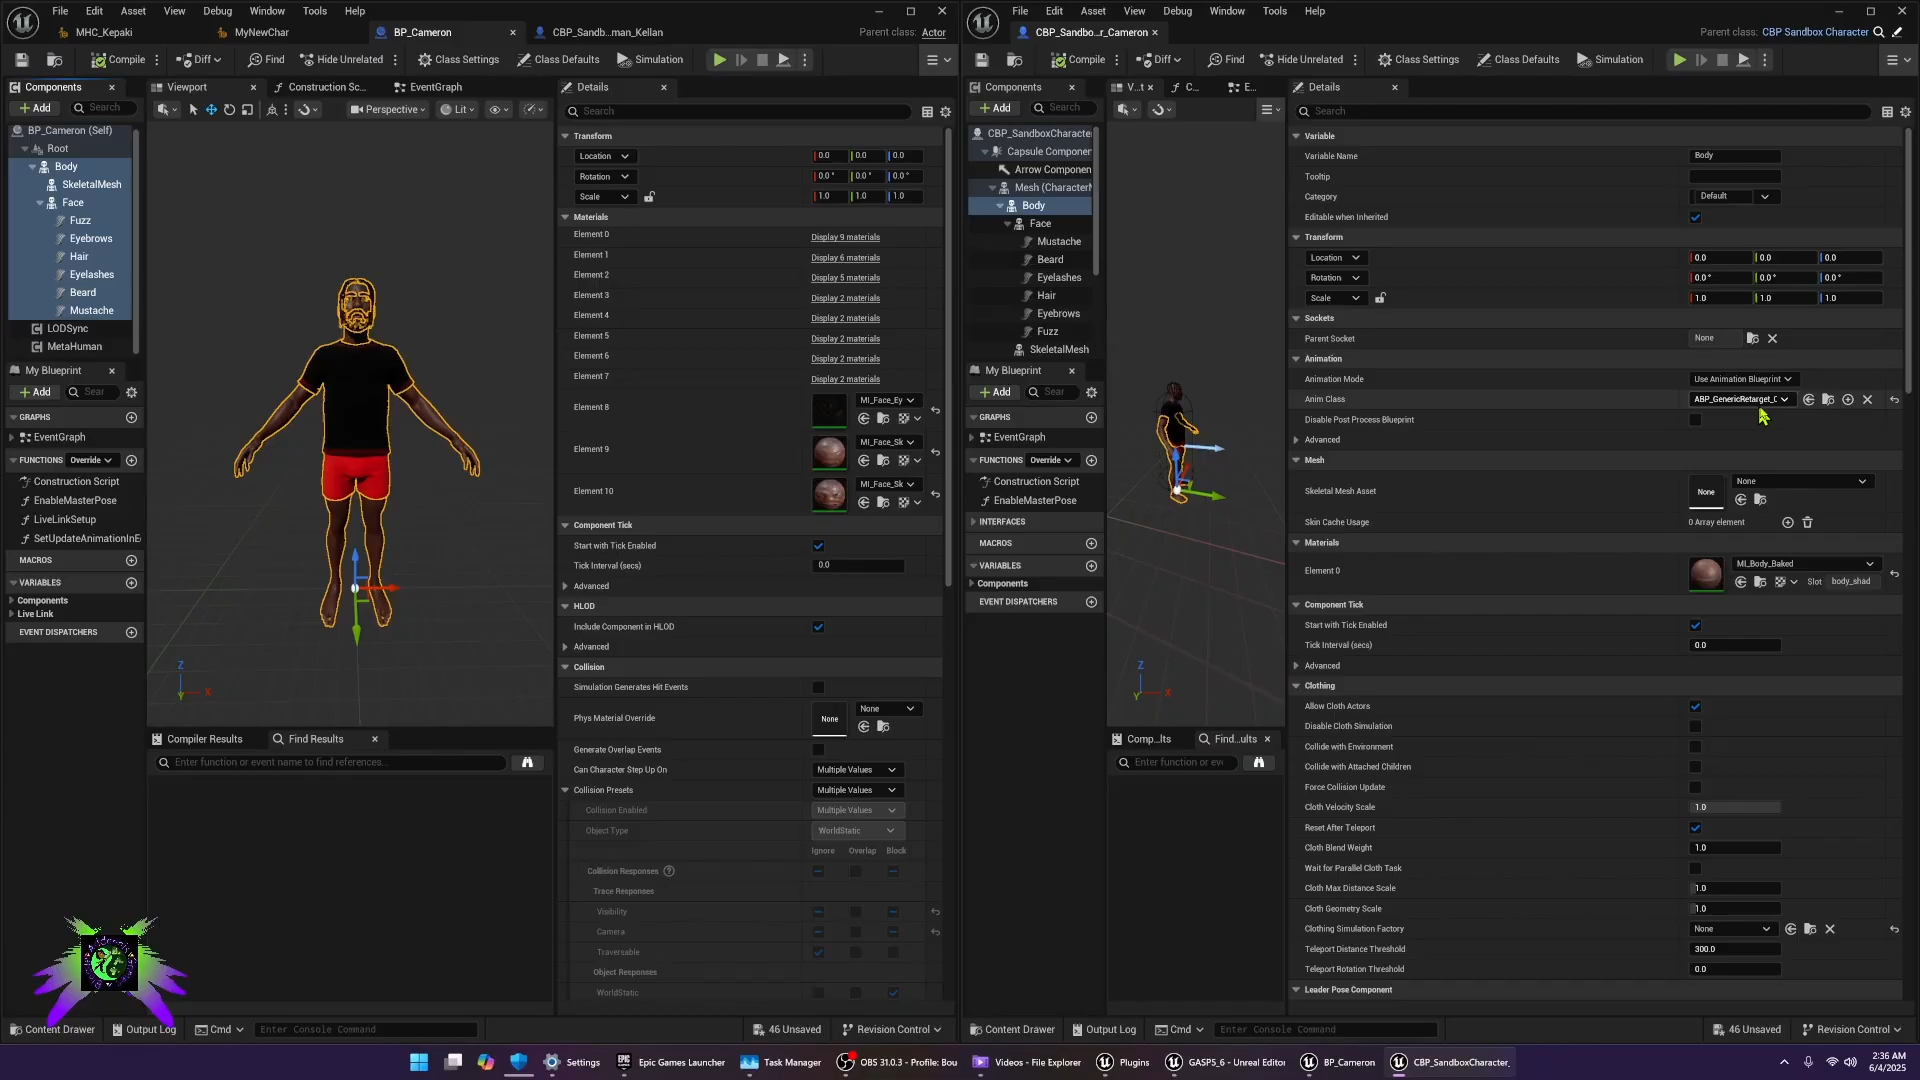 File Edit Asset View Debug Window Tools Help
MHC_Kepaki MyNewChar BP_Cameron CBP_Sandb...man_Kellan Parent class: Actor
Compile Diff Find Hide Unrelated Class Settings Class Defaults Simulation
Components
Add Search
BP_Cameron (Self)
Root
Body
SkeletalMesh
Face
Fuzz
Eyebrows
Hair
Eyelashes
Beard
Mustache
LODSync
MetaHuman
My Blueprint
Add Sear
GRAPHS
EventGraph
FUNCTIONS Override
Construction Script
EnableMasterPose
LiveLinkSetup
SetUpdateAnimationInE
MACROS
VARIABLES
Components
Live Link
EVENT DISPATCHERS
Viewport Construction Sc... EventGraph
Perspective Lit
Z
X
Y
Compiler Results Find Results
Enter function or event name to find references...
Details
Search
Transform
Location 0.0 0.0 0.0
Rotation 0.0 ° 0.0 ° 0.0 °
Scale 1.0 1.0 1.0
Materials
Element 0 Display 9 materials
Element 1 Display 6 materials
Element 2 Display 5 materials
Element 3 Display 2 materials
Element 4 Display 2 materials
Element 5 Display 2 materials
Element 6 Display 2 materials
Element 7 Display 2 materials
Element 8 MI_Face_Ey
Element 9 MI_Face_Sk
Element 10 MI_Face_Sk
Component Tick
Start with Tick Enabled
Tick Interval (secs) 0.0
Advanced
HLOD
Include Component in HLOD
Advanced
Collision
Simulation Generates Hit Events
Phys Material Override None None
Generate Overlap Events
Can Character Step Up On Multiple Values
Collision Presets Multiple Values
Collision Enabled Multiple Values
Object Type WorldStatic
Ignore Overlap Block
Collision Responses
Trace Responses
Visibility
Camera
Traversable
Object Responses
WorldStatic
Content Drawer Output Log Cmd Enter Console Command 46 Unsaved Revision Control
File Edit Asset View Debug Window Tools Help
CBP_Sandbo...r_Cameron Parent class: CBP Sandbox Character
Compile Diff Find Hide Unrelated Class Settings Class Defaults Simulation
Components
Add Search
CBP_SandboxCharacter
Capsule Componen
Arrow Componen
Mesh (CharacterM
Body
Face
Mustache
Beard
Eyelashes
Hair
Eyebrows
Fuzz
SkeletalMesh
My Blueprint
Add Sear
GRAPHS
EventGraph
FUNCTIONS Override
Construction Script
EnableMasterPose
INTERFACES
MACROS
VARIABLES
Components
EVENT DISPATCHERS
V...t C... E...
Z
X
Y
Comp...lts Find...ults
Enter function or eve
Details
Search
Variable
Variable Name Body
Tooltip
Category Default
Editable when Inherited
Transform
Location 0.0 0.0 0.0
Rotation 0.0 ° 0.0 ° 0.0 °
Scale 1.0 1.0 1.0
Sockets
Parent Socket None
Animation
Animation Mode Use Animation Blueprint
Anim Class ABP_GenericRetarget_C
Disable Post Process Blueprint
Advanced
Mesh
Skeletal Mesh Asset None None
Skin Cache Usage 0 Array element
Materials
Element 0 MI_Body_Baked
Slot body_shad
Component Tick
Start with Tick Enabled
Tick Interval (secs) 0.0
Advanced
Clothing
Allow Cloth Actors
Disable Cloth Simulation
Collide with Environment
Collide with Attached Children
Force Collision Update
Cloth Velocity Scale 1.0
Reset After Teleport
Cloth Blend Weight 1.0
Wait for Parallel Cloth Task
Cloth Max Distance Scale 1.0
Cloth Geometry Scale 1.0
Clothing Simulation Factory None
Teleport Distance Threshold 300.0
Teleport Rotation Threshold 0.0
Leader Pose Component
Content Drawer Output Log Cmd Enter Console Command 46 Unsaved Revision Control
Settings Epic Games Launcher Task Manager OBS 31.0.3 - Profile: Bou Videos - File Explorer Plugins GASP5_6 - Unreal Editor BP_Cameron CBP_SandboxCharacter_
2:36 AM
6/4/2025